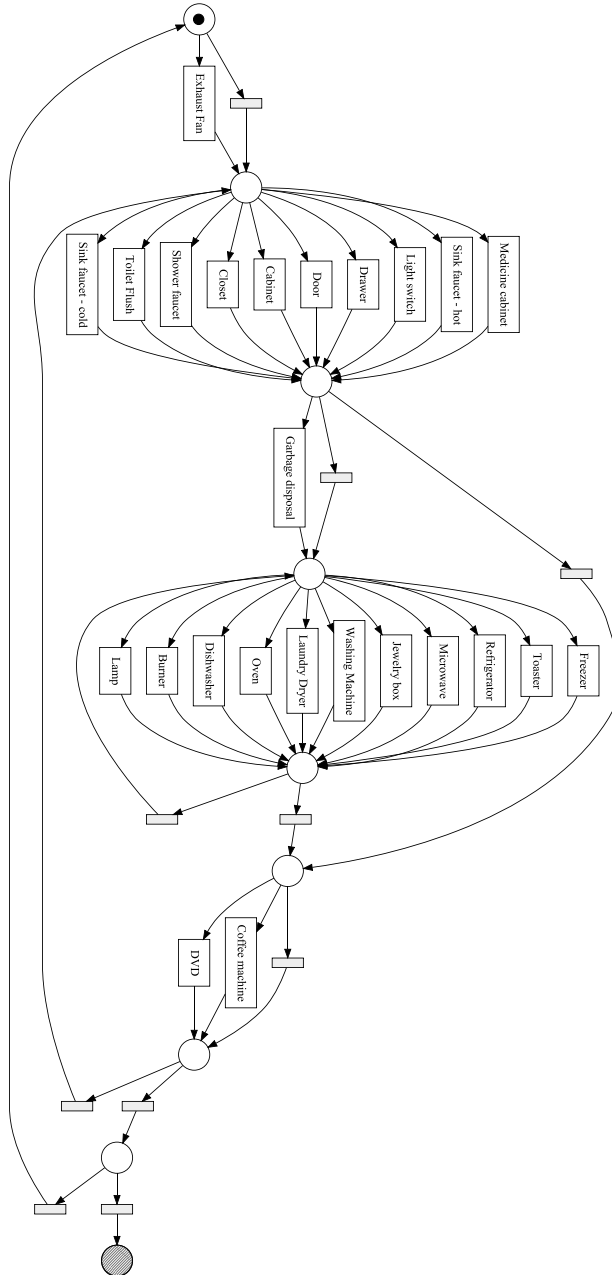 Exhaust Fan
Sink faucet - cold
Toilet Flush
Shower faucet
Closet
Cabinet
Door
Drawer
Light switch
Sink faucet - hot
Medicine cabinet
Garbage disposal
Lamp
Burner
Dishwasher
Oven
Laundry Dryer
Washing Machine
Jewelry box
Microwave
Refrigerator
Toaster
Freezer
DVD
Coffee machine